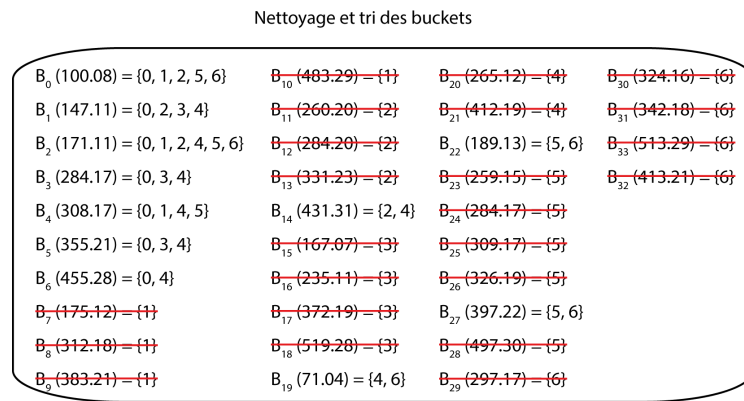 Nettoyage et tri des buckets
B0 (100.08) = {0, 1, 2, 5, 6}
B1 (147.11) = {0, 2, 3, 4}
B2 (171.11) = {0, 1, 2, 4, 5, 6}
B3 (284.17) = {0, 3, 4}
B4 (308.17) = {0, 1, 4, 5}
B5 (355.21) = {0, 3, 4}
B6 (455.28) = {0, 4}
B7 (175.12) = {1}
B8 (312.18) = {1}
B9 (383.21) = {1}
B10 (483.29) = {1}
B11 (260.20) = {2}
B12 (284.20) = {2}
B13 (331.23) = {2}
B14 (431.31) = {2, 4}
B15 (167.07) = {3}
B16 (235.11) = {3}
B17 (372.19) = {3}
B18 (519.28) = {3}
B19 (71.04) = {4, 6}
B20 (265.12) = {4}
B21 (412.19) = {4}
B22 (189.13) = {5, 6}
B23 (259.15) = {5}
B24 (284.17) = {5}
B25 (309.17) = {5}
B26 (326.19) = {5}
B27 (397.22) = {5, 6}
B28 (497.30) = {5}
B29 (297.17) = {6}
B30 (324.16) = {6}
B31 (342.18) = {6}
B33 (513.29) = {6}
B32 (413.21) = {6}